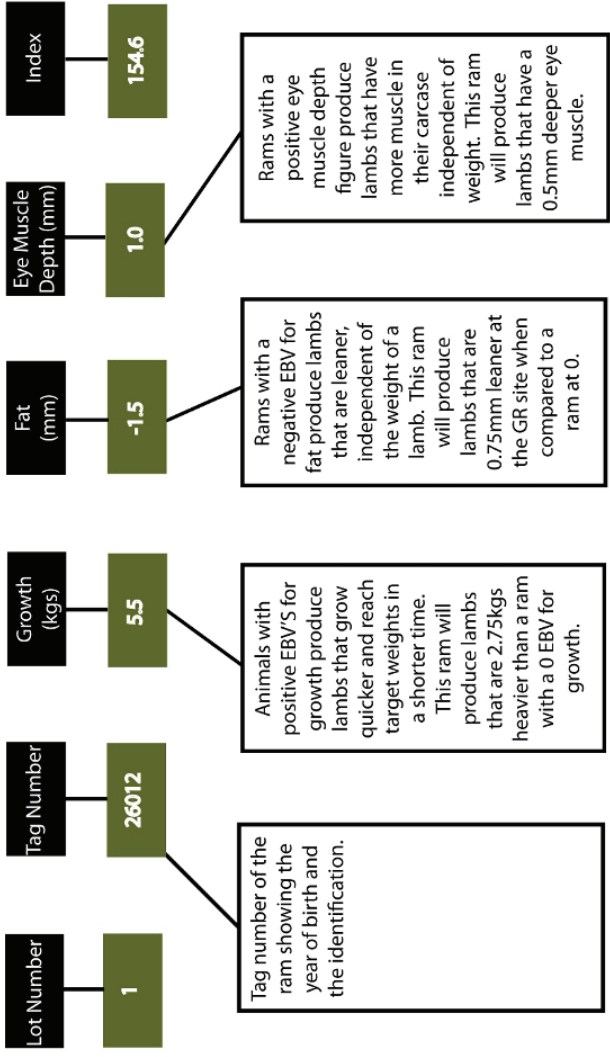 Lot Number
1
Tag Number
26012
Tag number of the
ram showing the
year of birth and
the identification.
Growth
(kgs)
5.5
Animals with
positive EBV'S for
growth produce
lambs that grow
quicker and reach
target weights in
a shorter time.
This ram will
produce lambs
that are 2.75kgs
heavier than a ram
with a 0 EBV for
growth.
Fat
(mm)
-1.5
Rams with a
negative EBV for
fat produce lambs
that are leaner,
independent of
the weight of a
lamb. This ram
will produce
lambs that are
0.75mm leaner at
the GR site when
compared to a
ram at 0.
Eye Muscle
Depth (mm)
1.0
Rams with a
positive eye
muscle depth
figure produce
lambs that have
more muscle in
their carcase
independent of
weight. This ram
will produce
lambs that have a
0.5mm deeper eye
muscle.
Index
154.6